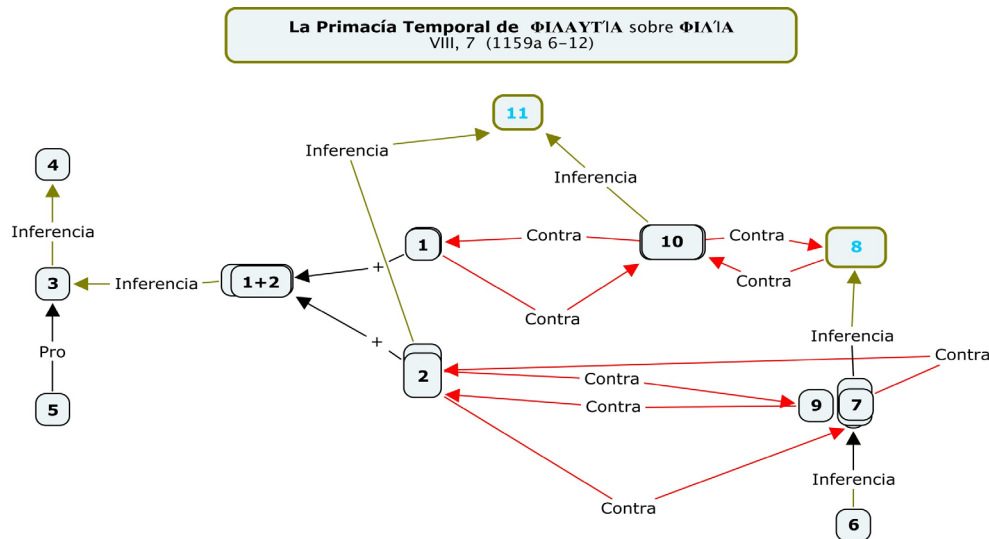 La Primacía Temporal de ΦΙΛΑΥΤΊΑ sobre ΦΙΛΊΑ
VIII, 7 (1159a 6-12)
11
Inferencia
4
Inferencia
Inferencia
1
Contra
10
Contra
8
+
Contra
3
Inferencia
1+2
Contra
Inferencia
Pro
+
Contra
2
Contra
5
Contra
9
7
Inferencia
Contra
6